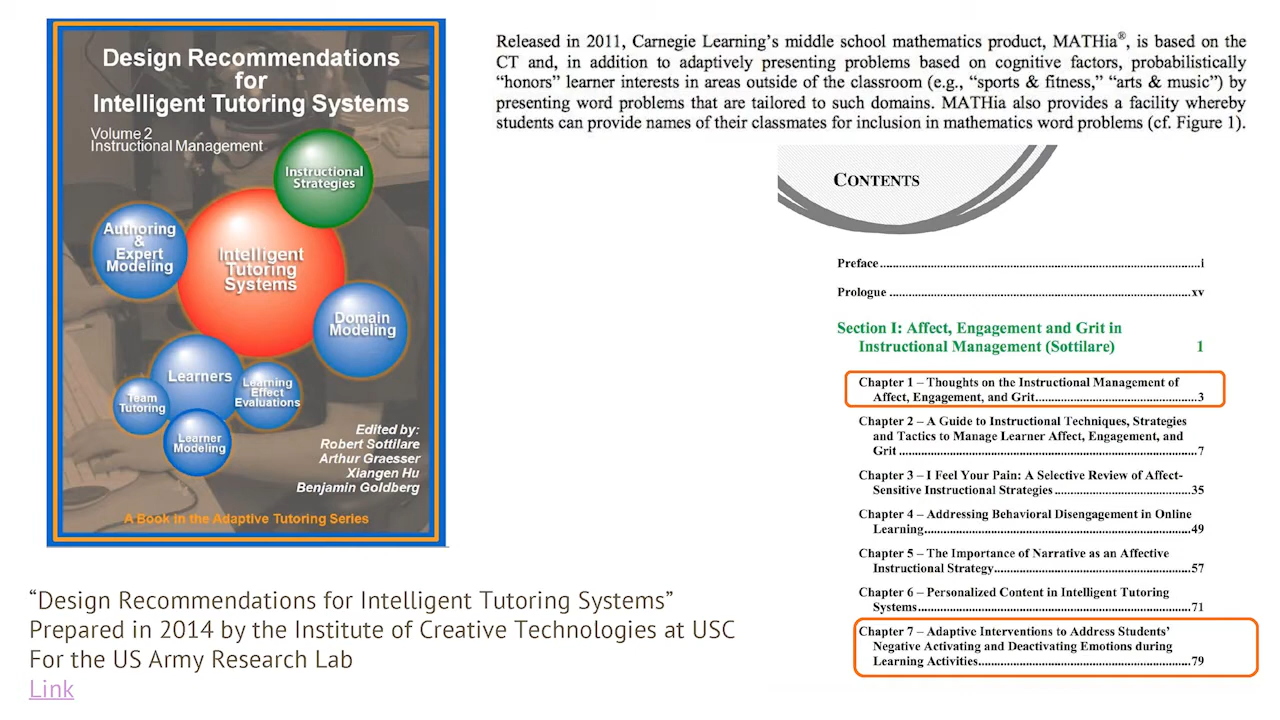 Design Recommendations
for
Intelligent Tutoring Systems
Volume 2
Instructional Management
Instructional
Strategies
Authoring
&
Expert
Modeling
Intelligent
Tutoring
Systems
Domain
Modeling
Learners
Learning
Effect
Evaluations
Team
Tutoring
Learner
Modeling
Edited by:
Robert Sottilare
Arthur Graesser
Xiangen Hu
Benjamin Goldberg
A Book in the Adaptive Tutoring Series
Released in 2011, Carnegie Learning's middle school mathematics product, MATHia®, is based on the
CT and, in addition to adaptively presenting problems based on cognitive factors, probabilistically
“honors” learner interests in areas outside of the classroom (e.g., “sports & fitness,” “arts & music”) by
presenting word problems that are tailored to such domains. MATHia also provides a facility whereby
students can provide names of their classmates for inclusion in mathematics word problems (cf. Figure 1).
CONTENTS
Preface....................i
Prologue ....................xv
Section I: Affect, Engagement and Grit in
Instructional Management (Sottilare) 1
Chapter 1 – Thoughts on the Instructional Management of
Affect, Engagement, and Grit....................3
Chapter 2 – A Guide to Instructional Techniques, Strategies
and Tactics to Manage Learner Affect, Engagement, and
Grit ....................7
Chapter 3 – I Feel Your Pain: A Selective Review of Affect-
Sensitive Instructional Strategies ....................35
Chapter 4 – Addressing Behavioral Disengagement in Online
Learning....................49
Chapter 5 – The Importance of Narrative as an Affective
Instructional Strategy....................57
Chapter 6 – Personalized Content in Intelligent Tutoring
Systems....................71
Chapter 7 – Adaptive Interventions to Address Students’
Negative Activating and Deactivating Emotions during
Learning Activities....................79
“Design Recommendations for Intelligent Tutoring Systems”
Prepared in 2014 by the Institute of Creative Technologies at USC
For the US Army Research Lab
Link